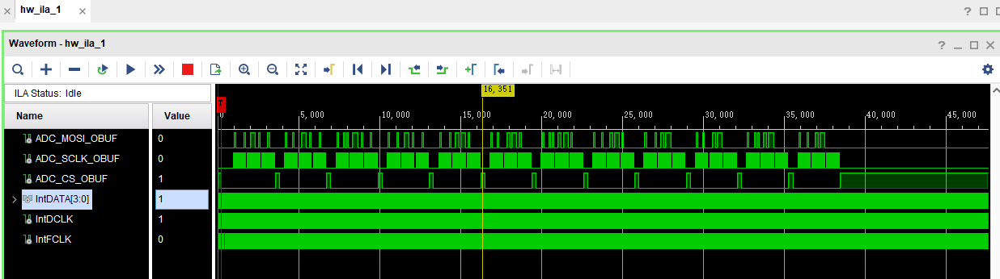 hw_ila_1
Waveform - hw_ila_1
ILA Status: Idle
Name Value
16,351
0 5,000 10,000 15,000 20,000 25,000 30,000 35,000 40,000 45,000
ADC_MOSI_OBUF 0
ADC_SCLK_OBUF 0
ADC_CS_OBUF 1
IntDATA[3:0] 1
IntDCLK 1
IntFCLK 0